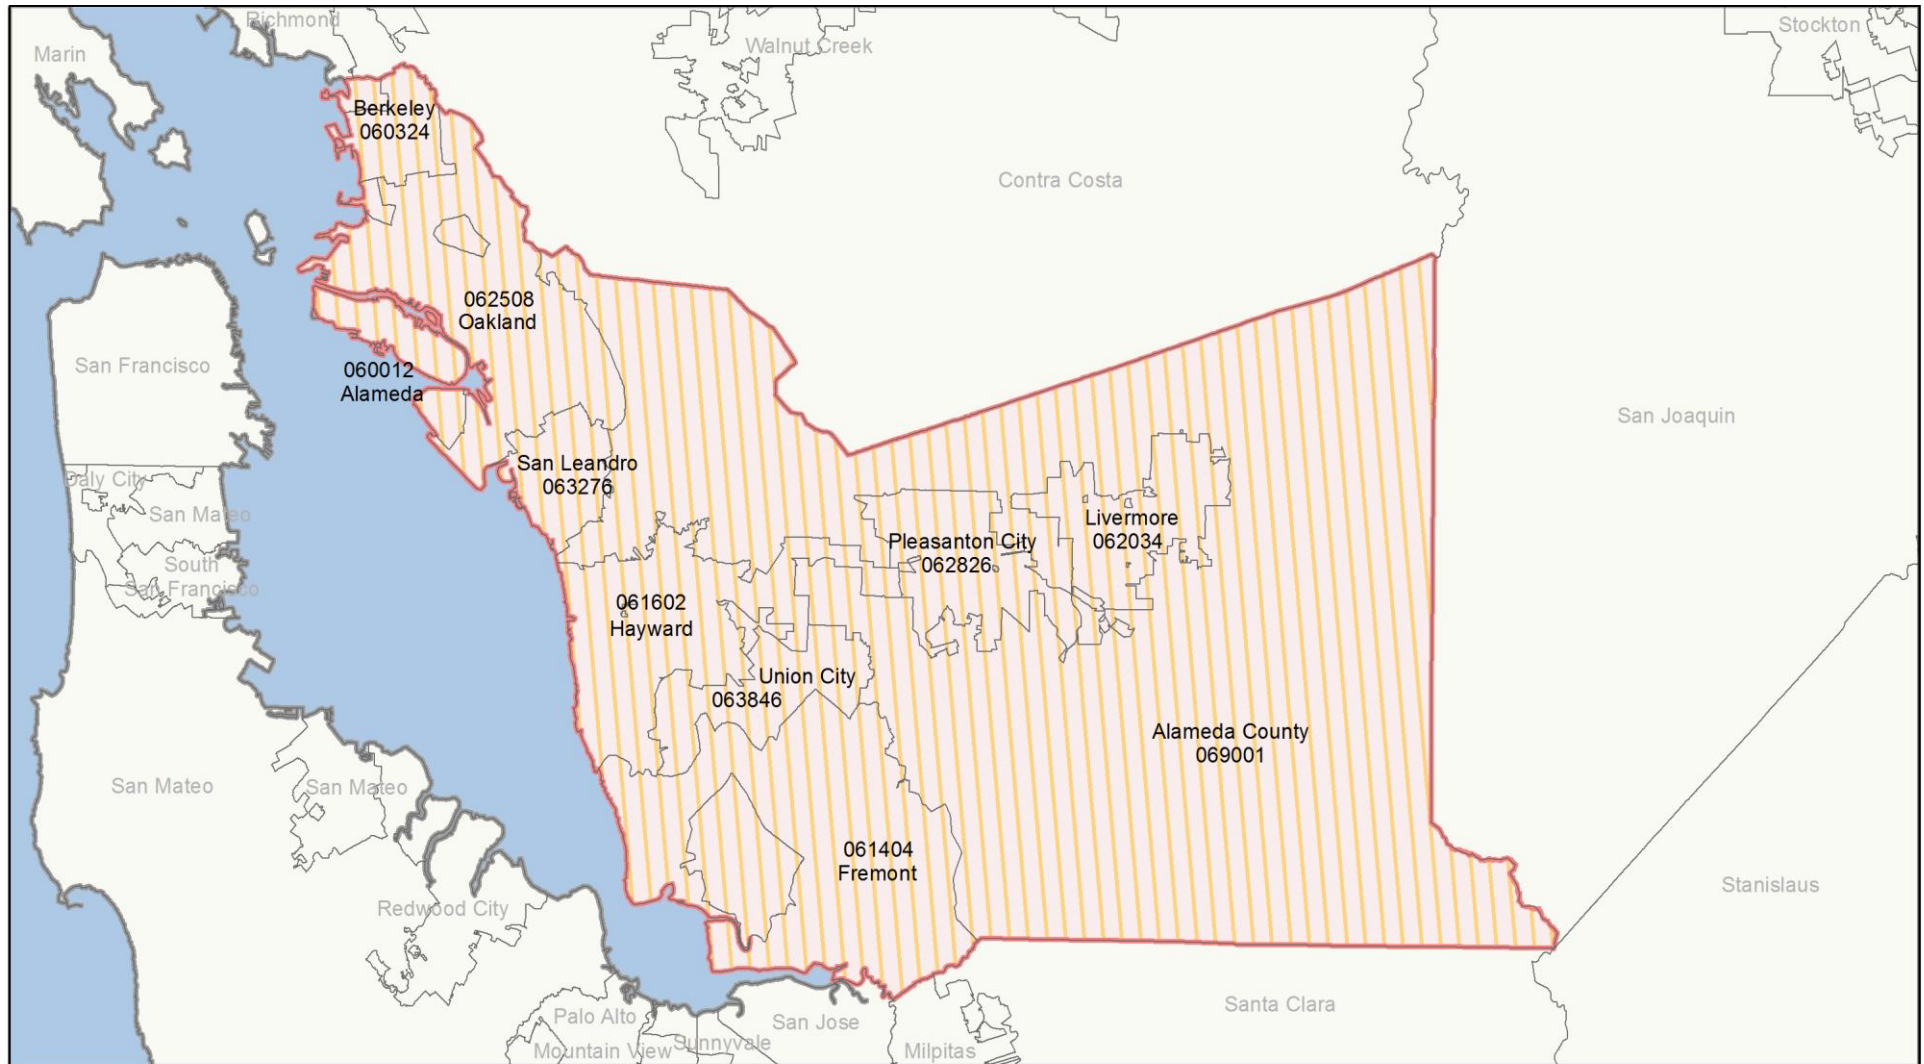 Richmond
Stockton
Marin
Walnut Creek
Berkeley
060324
Contra Costa
062508
Oakland
San Francisco
060012
Alameda
San Joaquin
San Leandro
063276
Daly City
San Mateo
South
San Francisco
Livermore
062034
Pleasanton City
062826
061602
Hayward
Union City
063846
Alameda County
069001
San Mateo
San Mateo
061404
Fremont
Stanislaus
Redwood City
Santa Clara
Palo Alto
San Jose
Mountain View
Sunnyvale
Milpitas